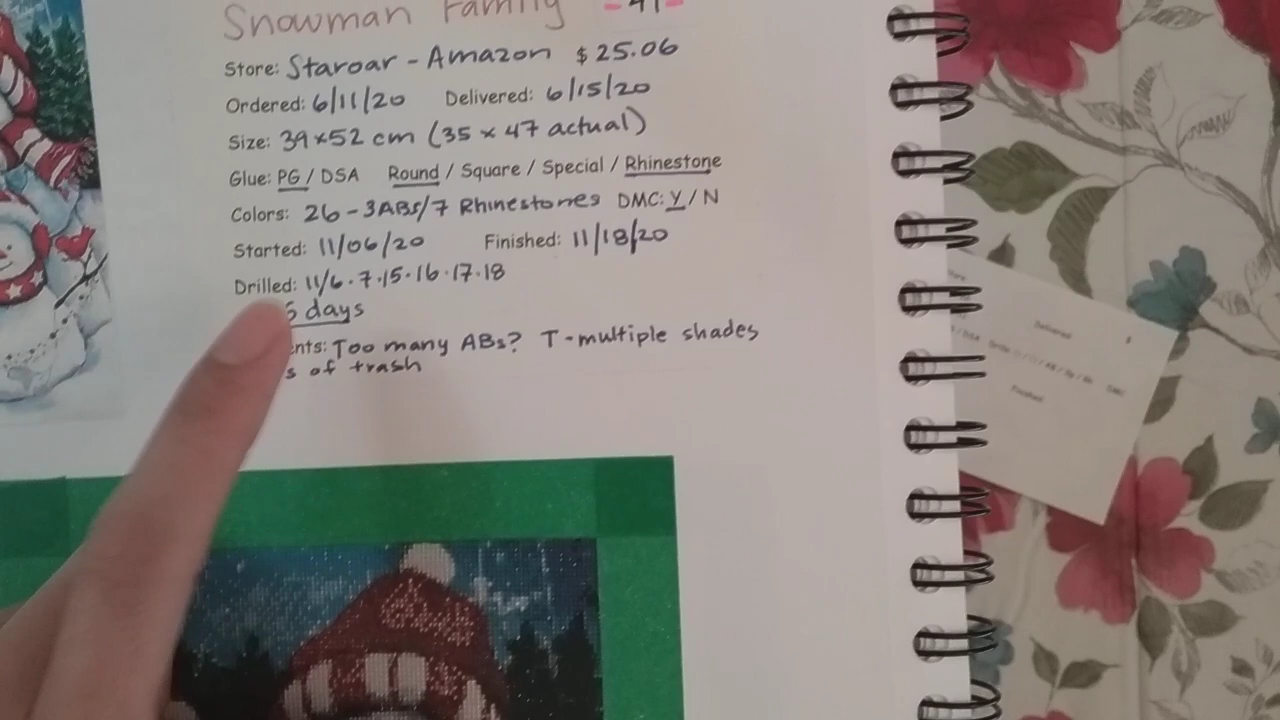 Snowman Family - 41 -
Store: Staroar - Amazon $25.06
Ordered: 6/11/20 Delivered: 6/15/20
Size: 39x52 cm (35 x 47 actual)
Glue: PG / DSA Round / Square / Special / Rhinestone
Colors: 26 - 3ABs/7 Rhinestones DMC: Y / N
Started: 11/06/20 Finished: 11/18/20
Drilled: 11/6 · 7 · 15 · 16 · 17 · 18
days
Too many ABs? T - multiple shades
of trash
Delivered
Finished